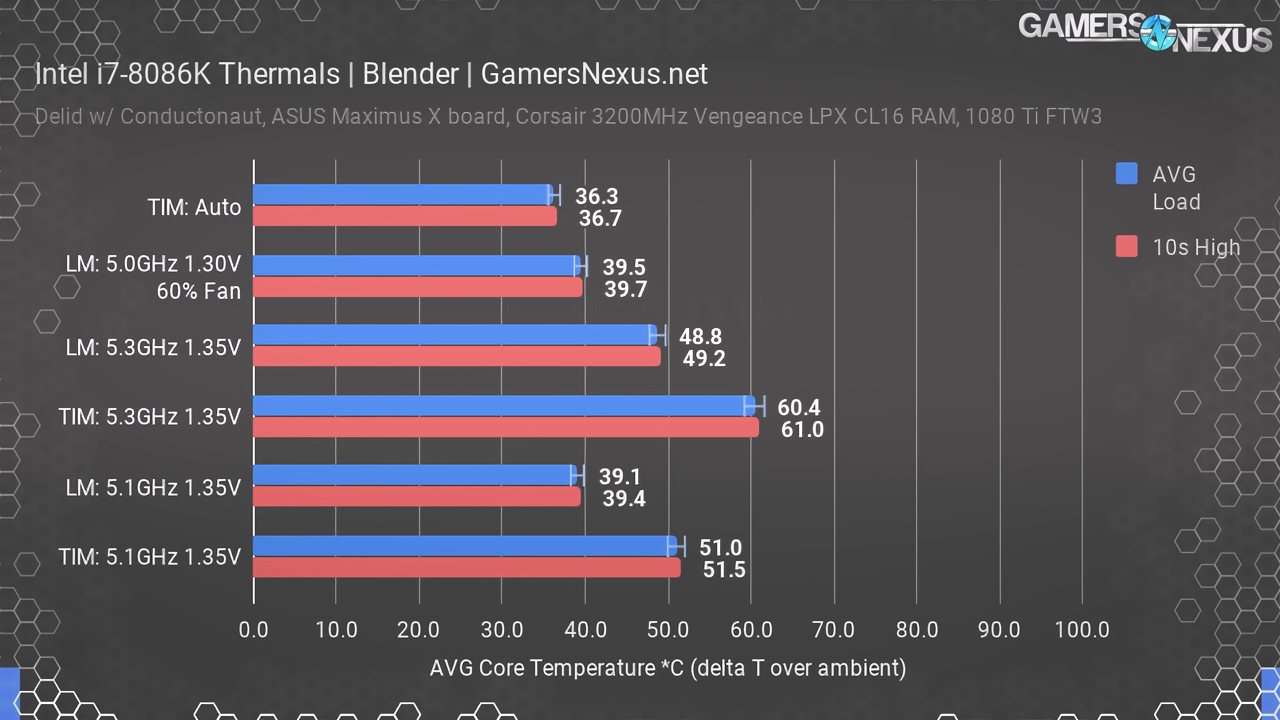 GAMERS NEXUS
Intel i7-8086K Thermals | Blender | GamersNexus.net
Delid w/ Conductonaut, ASUS Maximus X board, Corsair 3200MHz Vengeance LPX CL16 RAM, 1080 Ti FTW3
AVG
Load
10s High
TIM: Auto
36.3
36.7
LM: 5.0GHz 1.30V
60% Fan
39.5
39.7
LM: 5.3GHz 1.35V
48.8
49.2
TIM: 5.3GHz 1.35V
60.4
61.0
LM: 5.1GHz 1.35V
39.1
39.4
TIM: 5.1GHz 1.35V
51.0
51.5
0.0 10.0 20.0 30.0 40.0 50.0 60.0 70.0 80.0 90.0 100.0
AVG Core Temperature *C (delta T over ambient)